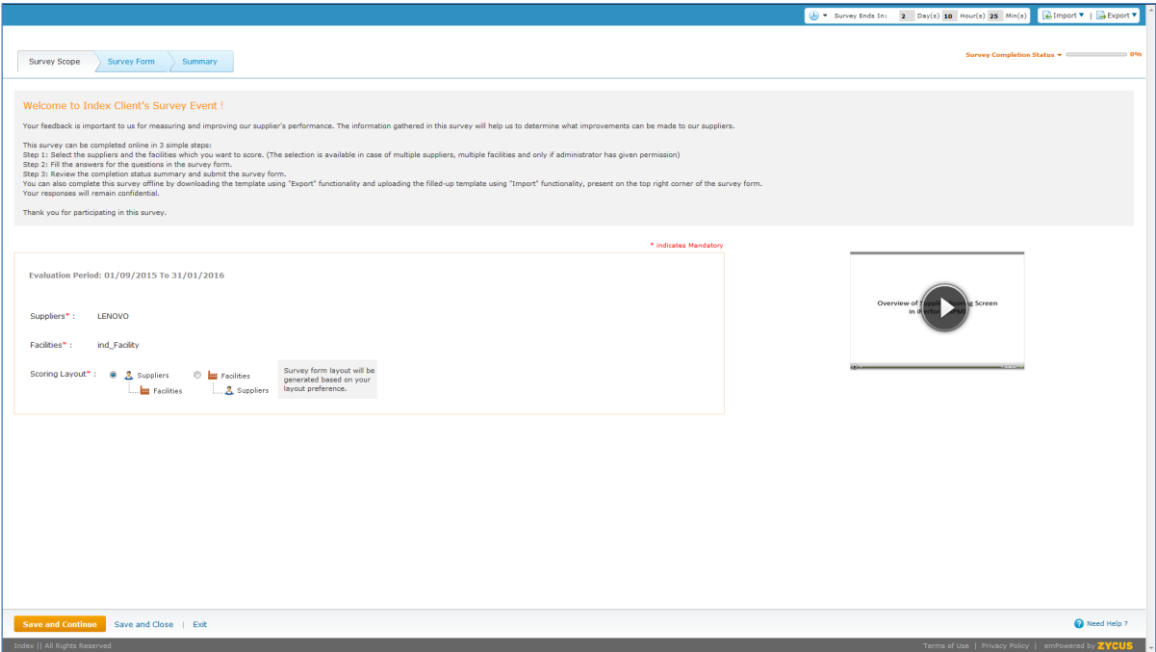 Survey Ends In: 2 Day(s) 10 Hour(s) 25 Min(s) Import | Export
Survey Scope Survey Form Summary
Survey Completion Status 0%
Welcome to Index Client's Survey Event !
Your feedback is important to us for measuring and improving our supplier's performance. The information gathered in this survey will help us to determine what improvements can be made to our suppliers.
This survey can be completed online in 3 simple steps:
Step 1: Select the suppliers and the facilities which you want to score. (The selection is available in case of multiple suppliers, multiple facilities and only if administrator has given permission)
Step 2: Fill the answers for the questions in the survey form.
Step 3: Review the completion status summary and submit the survey form.
You can also complete this survey offline by downloading the template using "Export" functionality and uploading the filled-up template using "Import" functionality, present on the top right corner of the survey form.
Your responses will remain confidential.
Thank you for participating in this survey.
* indicates Mandatory
Evaluation Period: 01/09/2015 To 31/01/2016
Suppliers* : LENOVO
Facilities* : ind_Facility
Scoring Layout* : Suppliers Facilities
Facilities Suppliers
Survey form layout will be
generated based on your
layout preference.
Overview of Screen
in
Save and Continue Save and Close | Exit
Need Help ?
Index || All Rights Reserved
Terms of Use | Privacy Policy | emPowered by ZYCUS